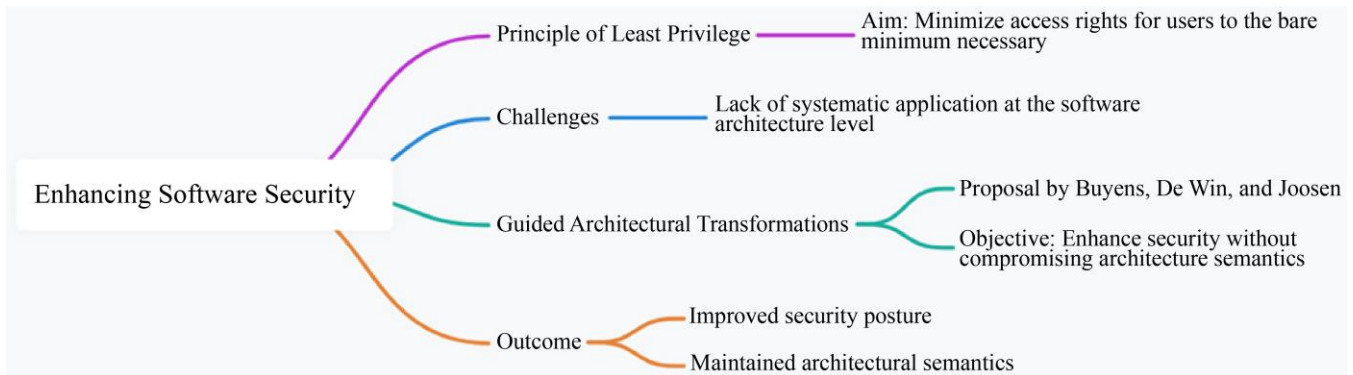 Principle of Least Privilege
Aim: Minimize access rights for users to the bare
minimum necessary
Challenges
Lack of systematic application at the software
architecture level
Enhancing Software Security
Guided Architectural Transformations
Proposal by Buyens, De Win, and Joosen
Objective: Enhance security without
compromising architecture semantics
Outcome
Improved security posture
Maintained architectural semantics